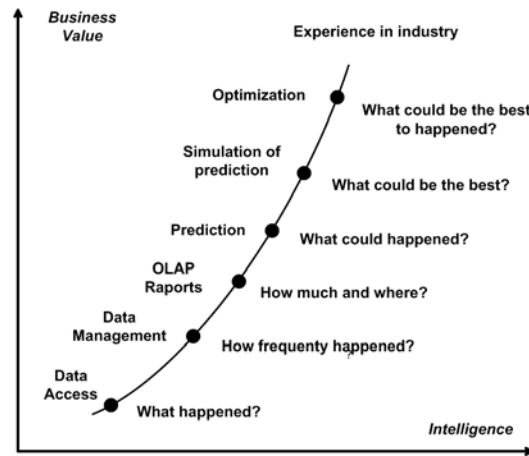 Business
Value
Experience in industry
Optimization
What could be the best
to happened?
Simulation of
prediction
What could be the best?
Prediction
What could happened?
OLAP
Raports
How much and where?
Data
Management
How frequenty happened?
?
Data
Access
What happened?
Intelligence